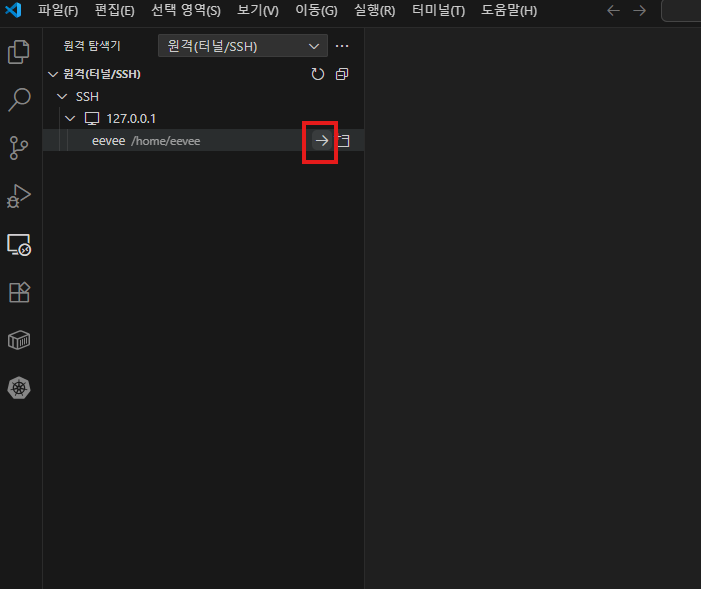 파일(F) 편집(E) 선택 영역(S) 보기(V) 이동(G) 실행(R) 터미널(T) 도움말(H)
원격 탐색기 원격(터널/SSH)
원격(터널/SSH)
SSH
127.0.0.1
eevee /home/eevee